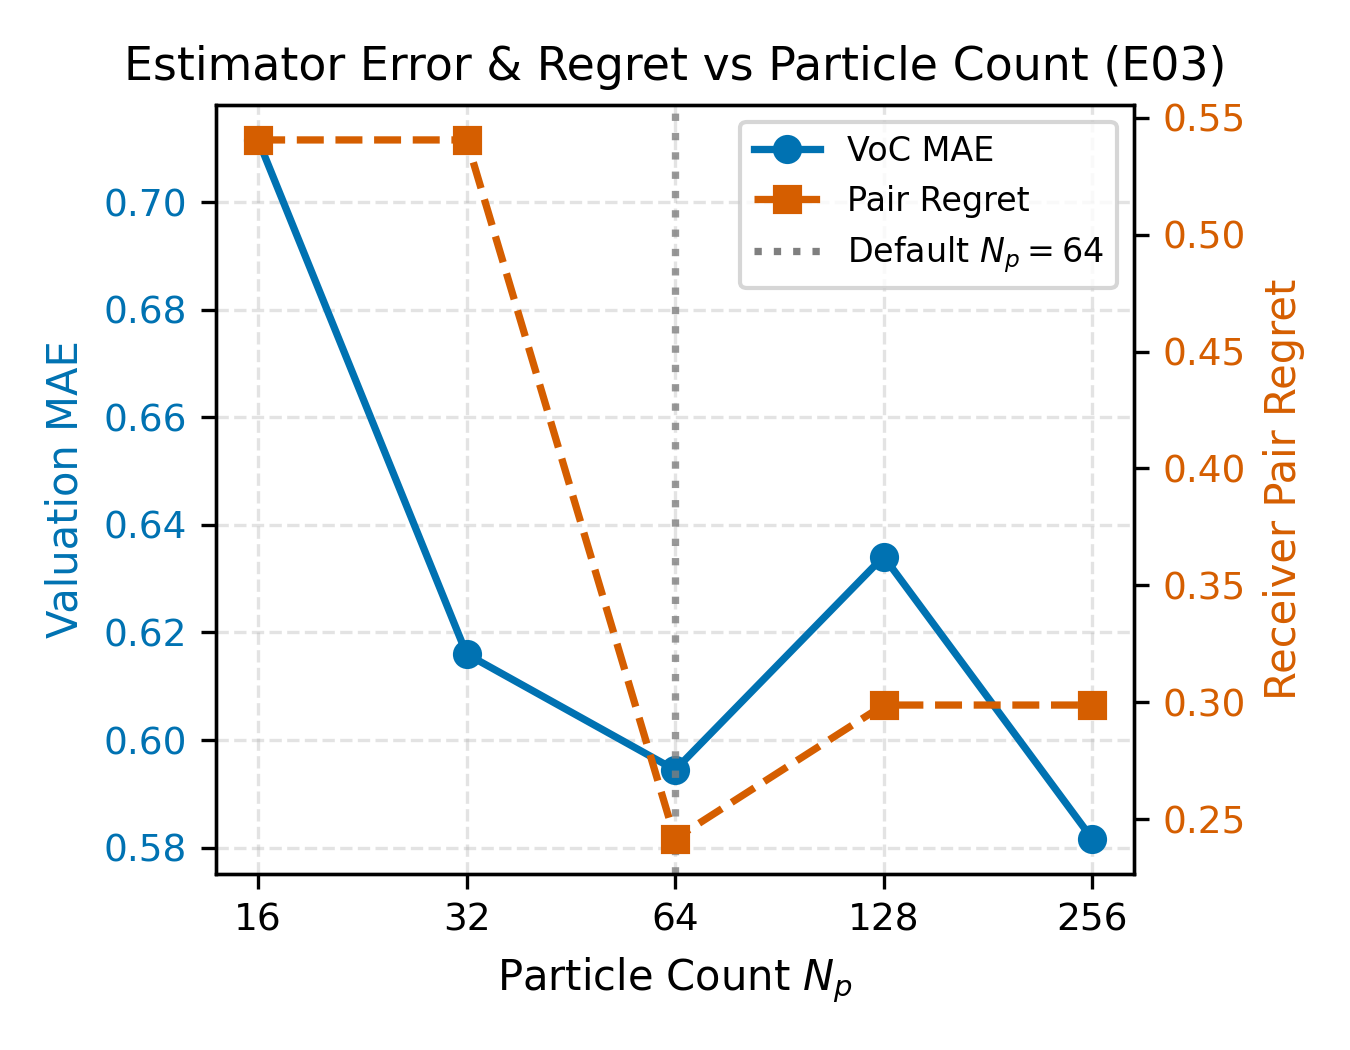 Estimator Error & Regret vs Particle Count (E03)
VoC MAE
Pair Regret
Default Nₚ = 64
Valuation MAE
0.70
0.68
0.66
0.64
0.62
0.60
0.58
0.55
0.50
0.45
0.40
0.35
0.30
0.25
Receiver Pair Regret
16 32 64 128 256
Particle Count Nₚ